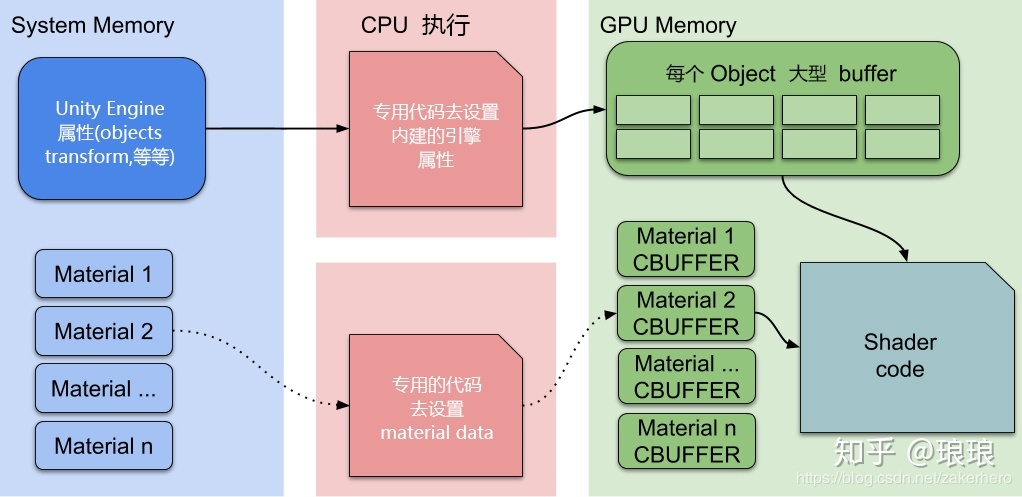 System Memory
CPU 执行
GPU Memory
Unity Engine
属性(objects
transform,等等)
专用代码去设置
内建的引擎
属性
每个 Object 大型 buffer
Material 1
Material 2
Material ...
Material n
专用的代码
去设置
material data
Material 1
CBUFFER
Material 2
CBUFFER
Material ...
CBUFFER
Material n
CBUFFER
Shader
code
知乎 @琅琅
https://blog.csdn.net/zakerhero